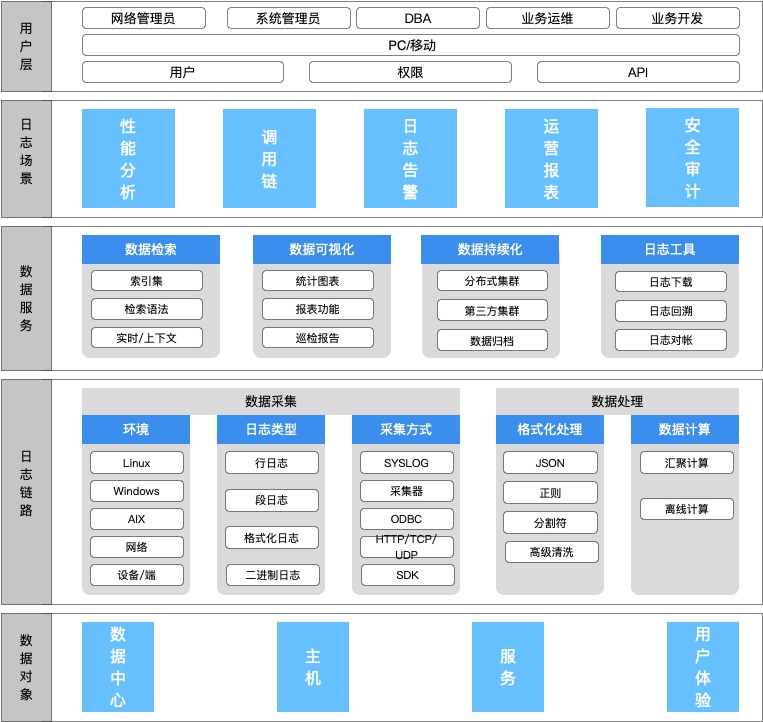 用户层
网络管理员
系统管理员
DBA
业务运维
业务开发
PC/移动
用户
权限
API
日志场景
性能分析
调用链
日志告警
运营报表
安全审计
数据服务
数据检索
索引集
检索语法
实时/上下文
数据可视化
统计图表
报表功能
巡检报告
数据持续化
分布式集群
第三方集群
数据归档
日志工具
日志下载
日志回溯
日志对帐
日志链路
数据采集
环境
Linux
Windows
AIX
网络
设备/端
日志类型
行日志
段日志
格式化日志
二进制日志
采集方式
SYSLOG
采集器
ODBC
HTTP/TCP/
UDP
SDK
数据处理
格式化处理
JSON
正则
分割符
高级清洗
数据计算
汇聚计算
离线计算
数据对象
数据中心
主机
服务
用户体验